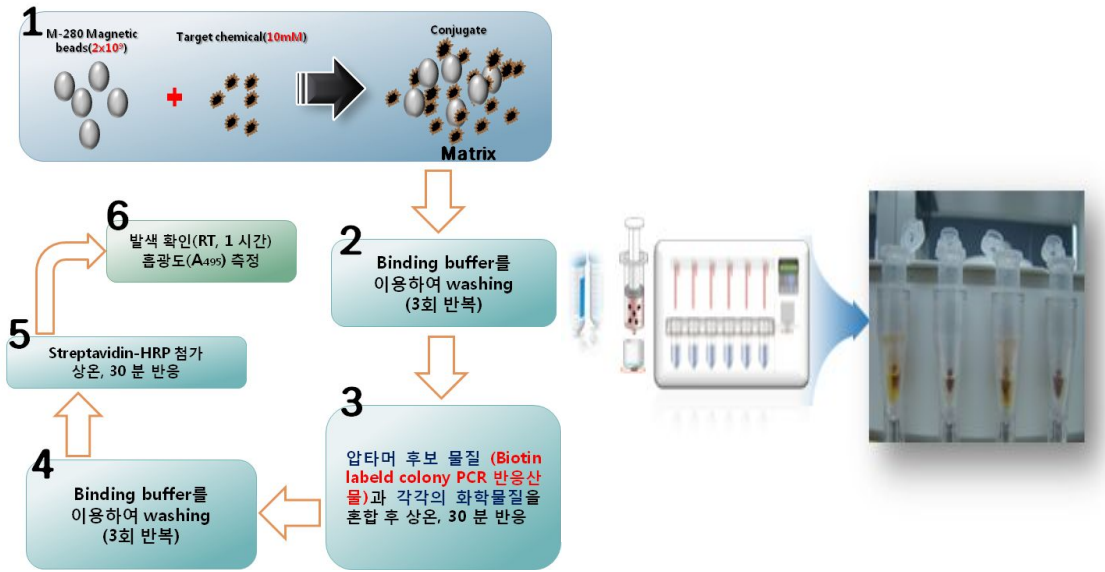 1
M-280 Magnetic
beads(2x10⁹)
Target chemical(10mM)
Conjugate
Matrix
2
Binding buffer를
이용하여 washing
(3회 반복)
3
압타머 후보 물질 (Biotin
labeld colony PCR 반응산
물)과 각각의 화학물질을
혼합 후 상온, 30 분 반응
4
Binding buffer를
이용하여 washing
(3회 반복)
5
Streptavidin-HRP 첨가
상온, 30 분 반응
6
발색 확인(RT, 1 시간)
흡광도(A₄₉₅) 측정